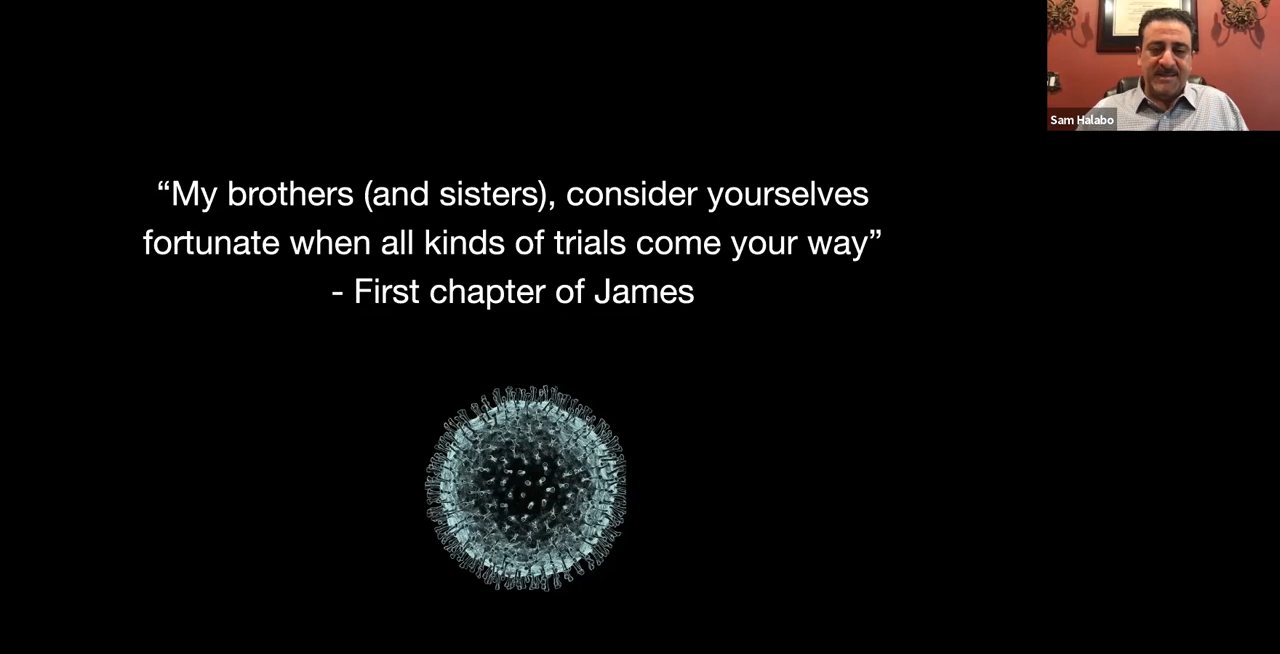 Sam Halabo
“My brothers (and sisters), consider yourselves
fortunate when all kinds of trials come your way”
- First chapter of James